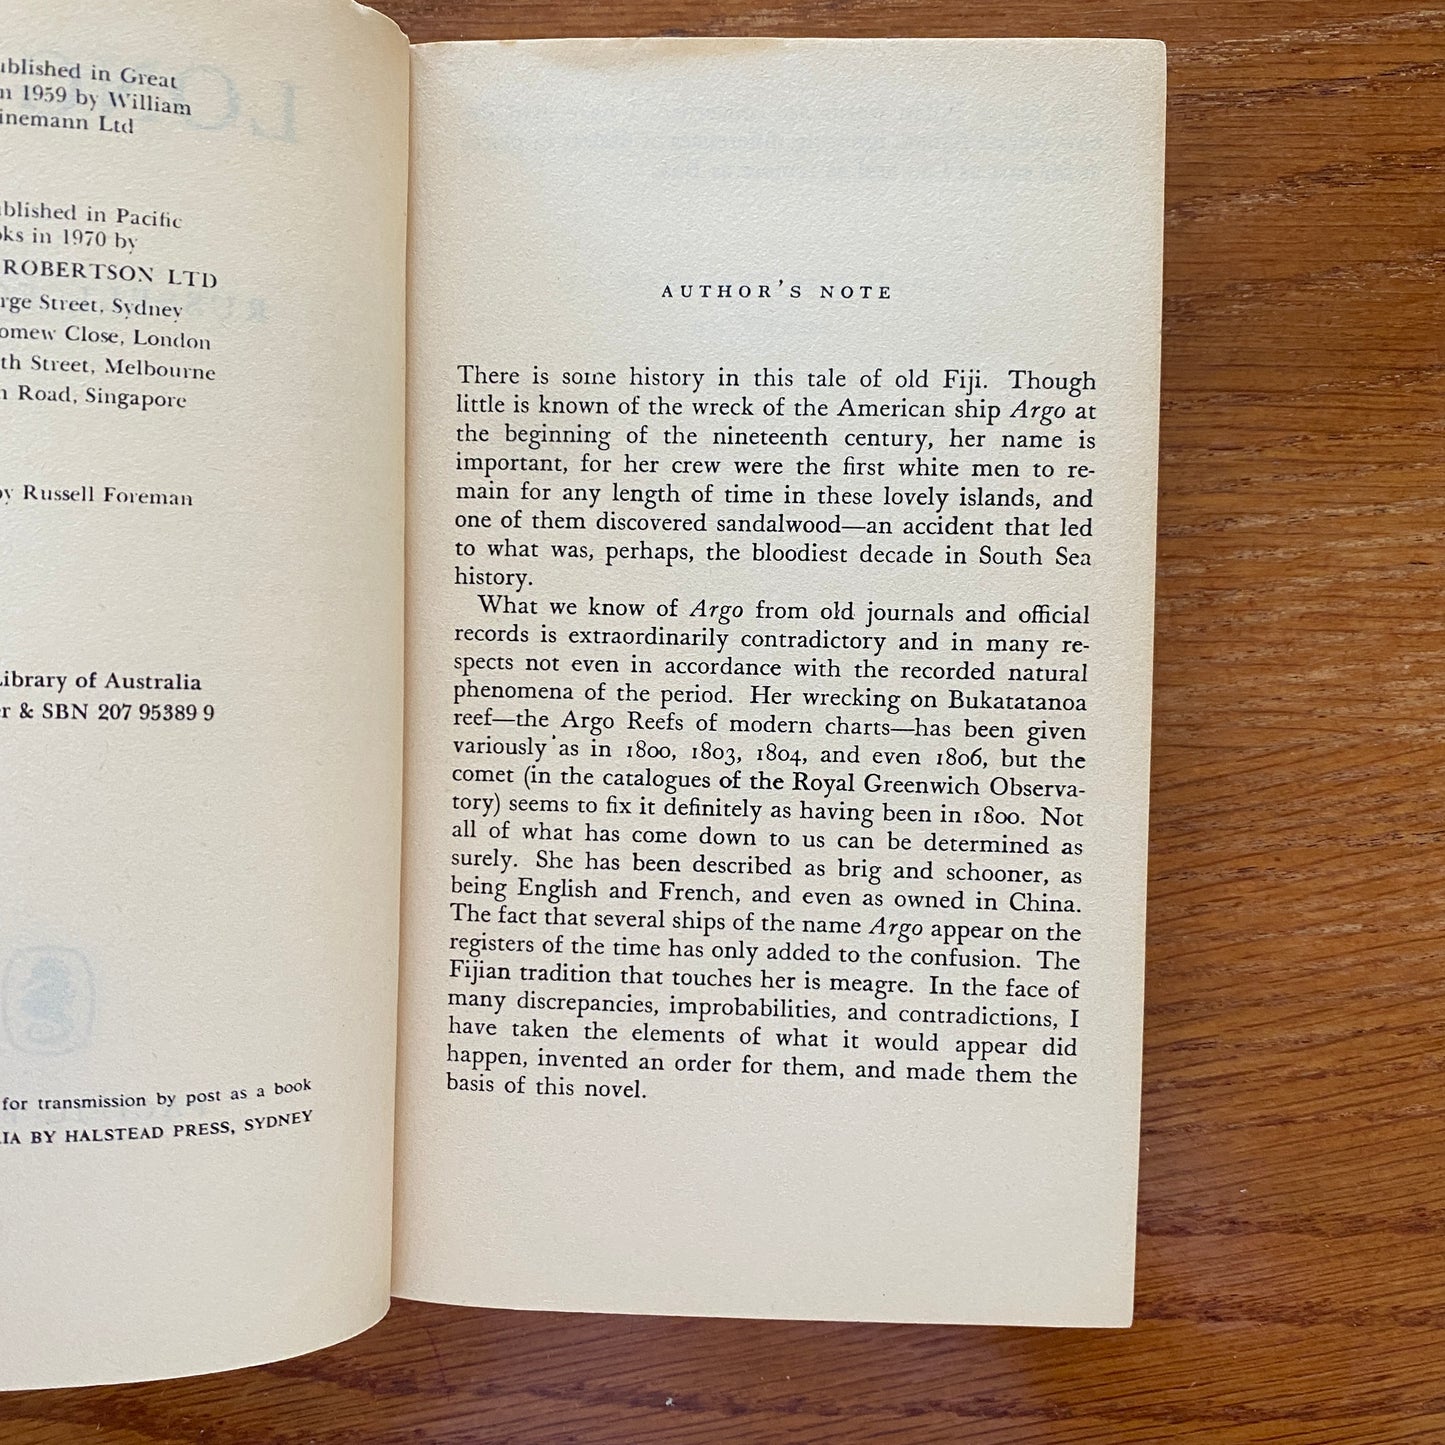 ublished in Great
n 1959 by William
inemann Ltd
ublished in Pacific
oks in 1970 by
ROBERTSON LTD
rge Street, Sydney
omew Close, London
th Street, Melbourne
n Road, Singapore
by Russell Foreman
Library of Australia
er & SBN 207 95389 9
for transmission by post as a book
LIA BY HALSTEAD PRESS, SYDNEY
AUTHOR'S NOTE
There is some history in this tale of old Fiji. Though
little is known of the wreck of the American ship Argo at
the beginning of the nineteenth century, her name is
important, for her crew were the first white men to re-
main for any length of time in these lovely islands, and
one of them discovered sandalwood—an accident that led
to what was, perhaps, the bloodiest decade in South Sea
history.
What we know of Argo from old journals and official
records is extraordinarily contradictory and in many re-
spects not even in accordance with the recorded natural
phenomena of the period. Her wrecking on Bukatatanoa
reef—the Argo Reefs of modern charts—has been given
variously as in 1800, 1803, 1804, and even 1806, but the
comet (in the catalogues of the Royal Greenwich Observa-
tory) seems to fix it definitely as having been in 1800. Not
all of what has come down to us can be determined as
surely. She has been described as brig and schooner, as
being English and French, and even as owned in China.
The fact that several ships of the name Argo appear on the
registers of the time has only added to the confusion. The
Fijian tradition that touches her is meagre. In the face of
many discrepancies, improbabilities, and contradictions, I
have taken the elements of what it would appear did
happen, invented an order for them, and made them the
basis of this novel.